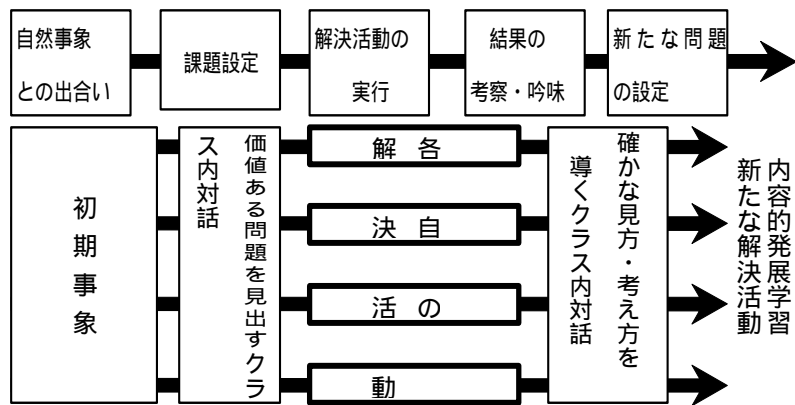 自然事象
との出合い
課題設定
解決活動の
実行
結果の
考察・吟味
新たな問題
の設定
初期事象
価値ある問題を見出すクラ
ス内対話
各自の
解決活動
確かな見方・考え方を
導くクラス内対話
内容的発展学習
新たな解決活動